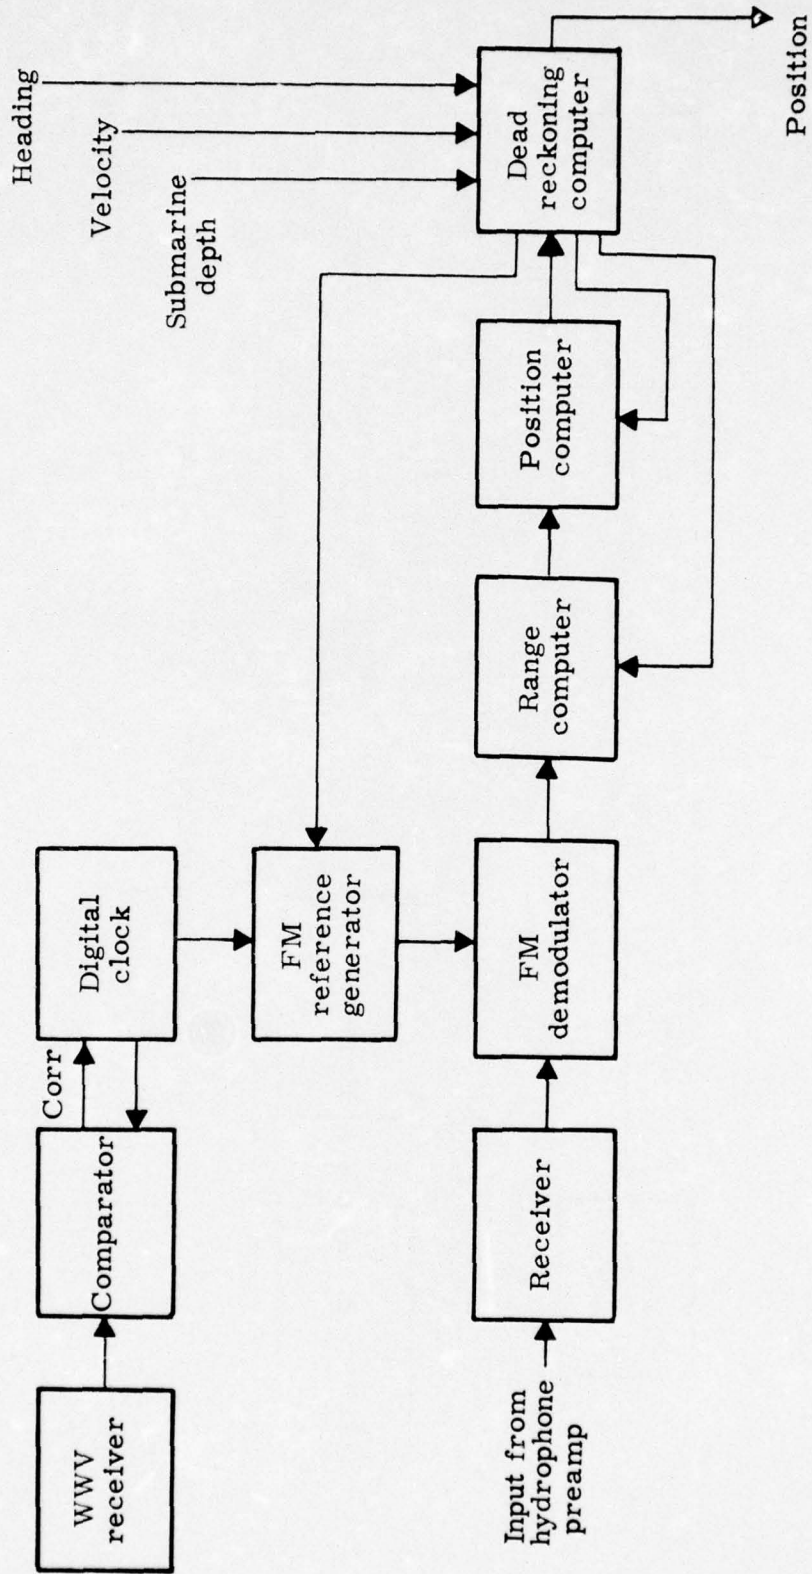 WWV
receiver
Comparator
Corr
Digital
clock
Heading
Velocity
Submarine
depth
FM
reference
generator
Input from
hydrophone
preamp
Receiver
FM
demodulator
Range
computer
Position
computer
Dead
reckoning
computer
Position